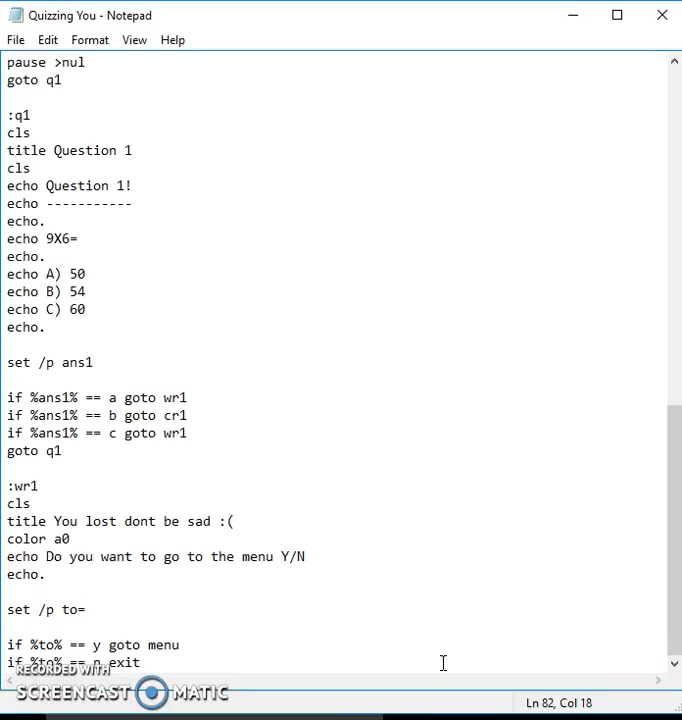 Quizzing You - Notepad
File Edit Format View Help
pause >nul
goto q1
:q1
cls
title Question 1
cls
echo Question 1!
echo -----------
echo.
echo 9X6=
echo.
echo A) 50
echo B) 54
echo C) 60
echo.
set /p ans1
if %ans1% == a goto wr1
if %ans1% == b goto cr1
if %ans1% == c goto wr1
goto q1
:wr1
cls
title You lost dont be sad :(
color a0
echo Do you want to go to the menu Y/N
echo.
set /p to=
if %to% == y goto menu
if %to% == n exit
RECORDED WITH
SCREENCAST MATIC
Ln 82, Col 18